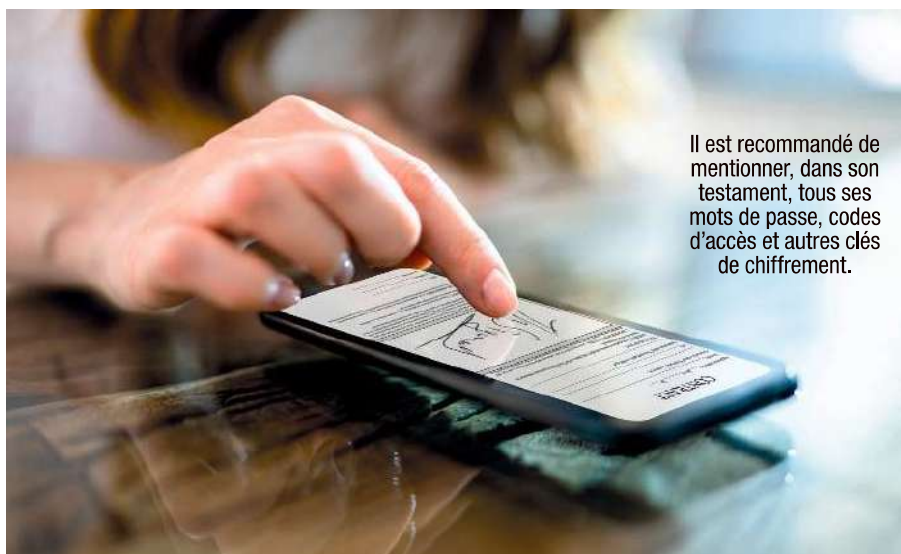 Il est recommandé de
mentionner, dans son
testament, tous ses
mots de passe, codes
d'accès et autres clés
de chiffrement.